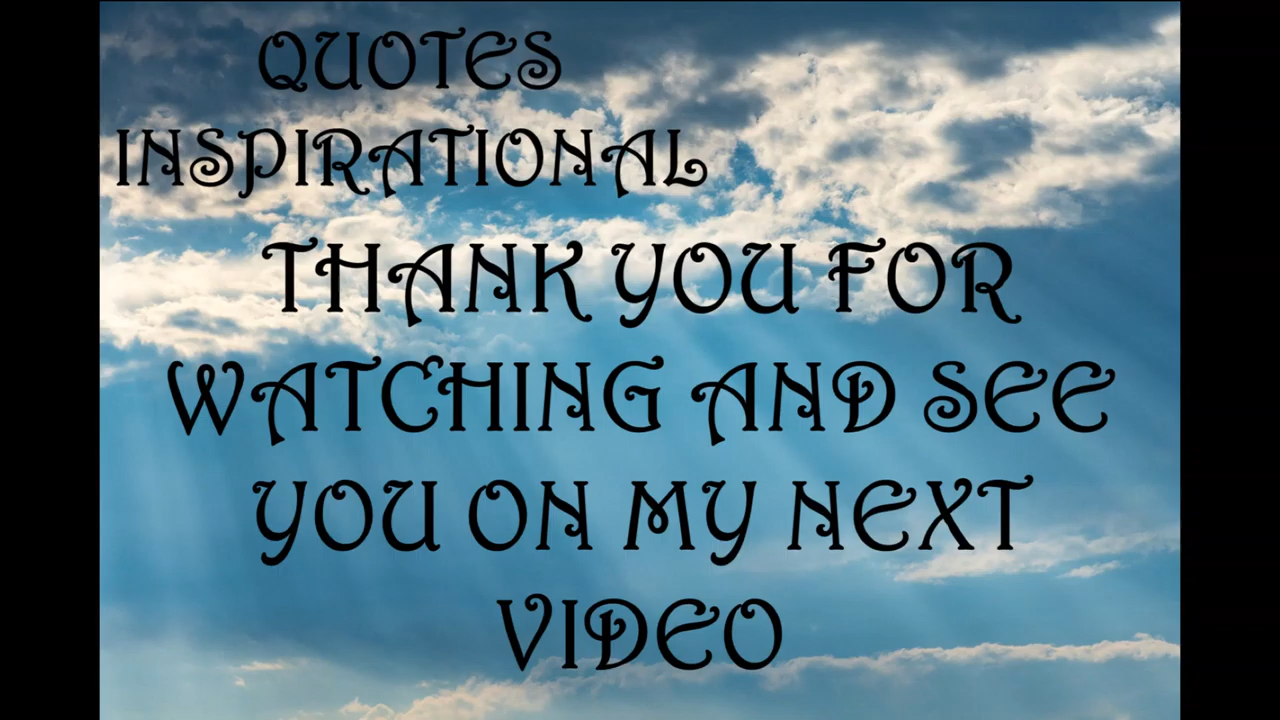 QUOTES
INSPIRATIONAL
THANK YOU FOR
WATCHING AND SEE
YOU ON MY NEXT
VIDEO